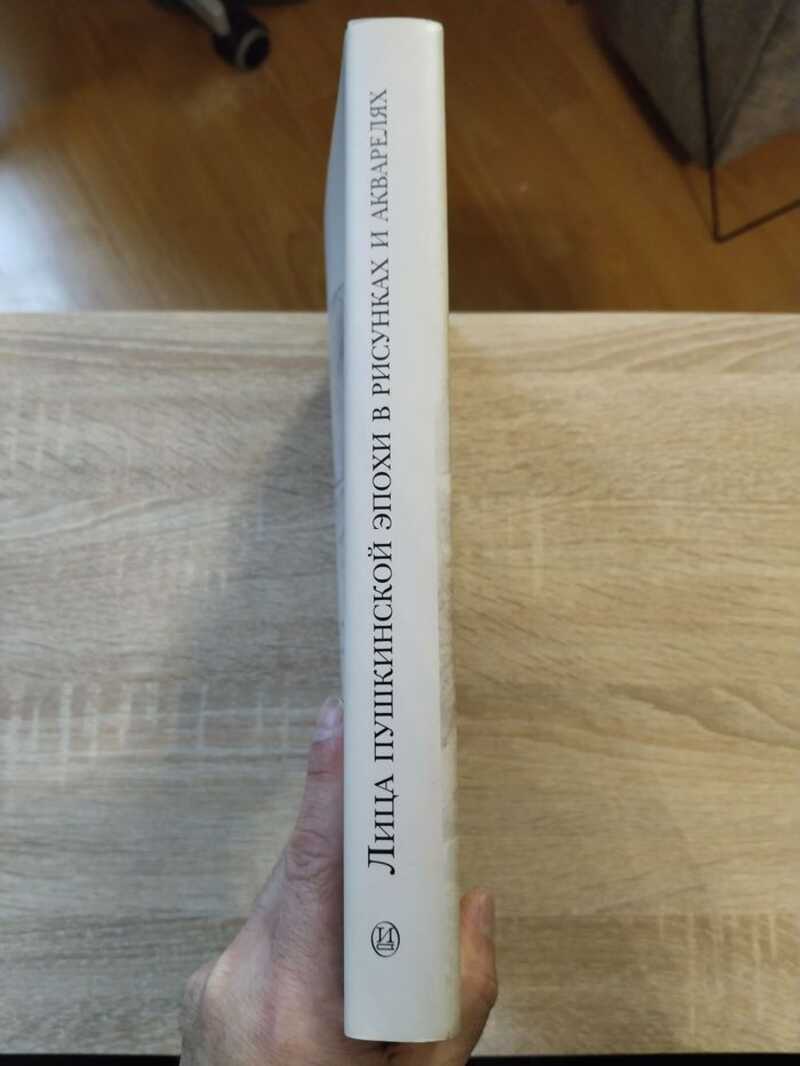 Лица пушкинской эпохи в рисунках и акварелях